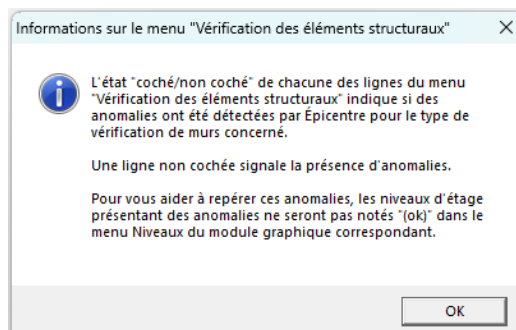 Informations sur le menu "Vérification des éléments structuraux"
L'état "coché/non coché" de chacune des lignes du menu
"Vérification des éléments structuraux" indique si des
anomalies ont été détectées par Épicentre pour le type de
vérification de murs concerné.
Une ligne non cochée signale la présence d'anomalies.
Pour vous aider à repérer ces anomalies, les niveaux d'étage
présentant des anomalies ne seront pas notés "(ok)" dans le
menu Niveaux du module graphique correspondant.
OK